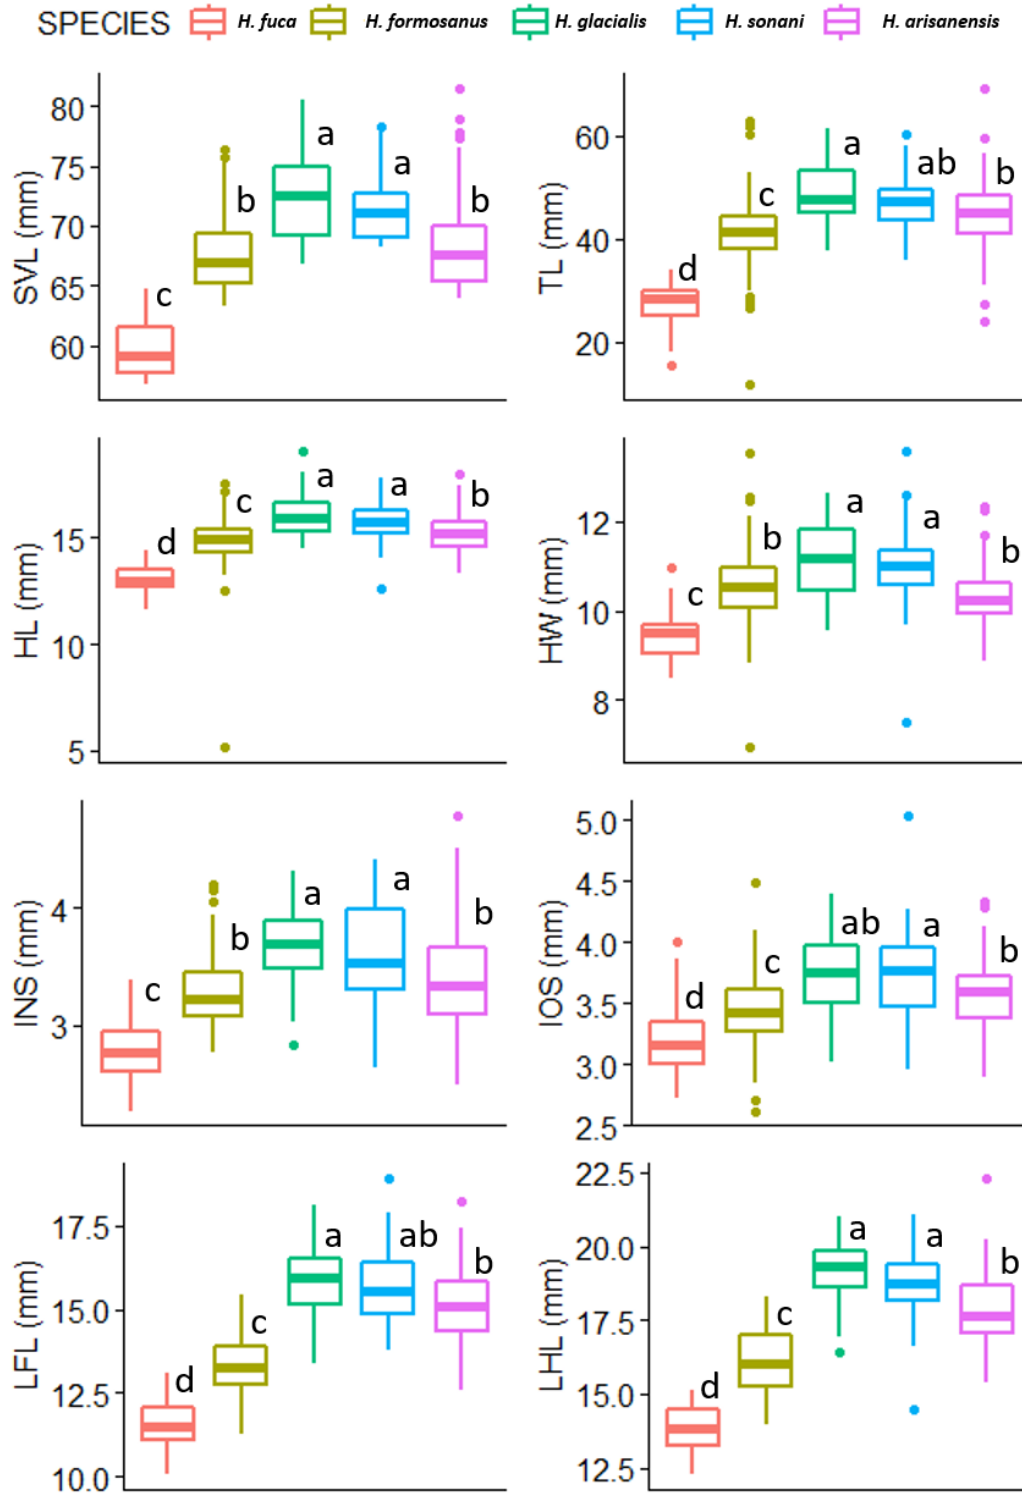 SPECIES H. fuca H. formosanus H. glacialis H. sonani H. arisanensis
SVL (mm)
80
75
70
65
60
c
b
a
a
b
TL (mm)
60
40
20
d
c
a
ab
b
HL (mm)
15
10
5
d
c
a
a
b
HW (mm)
12
10
8
c
b
a
a
b
INS (mm)
4
3
c
b
a
a
b
IOS (mm)
5.0
4.5
4.0
3.5
3.0
2.5
d
c
ab
a
b
LFL (mm)
17.5
15.0
12.5
10.0
d
c
a
ab
b
LHL (mm)
22.5
20.0
17.5
15.0
12.5
d
c
a
a
b